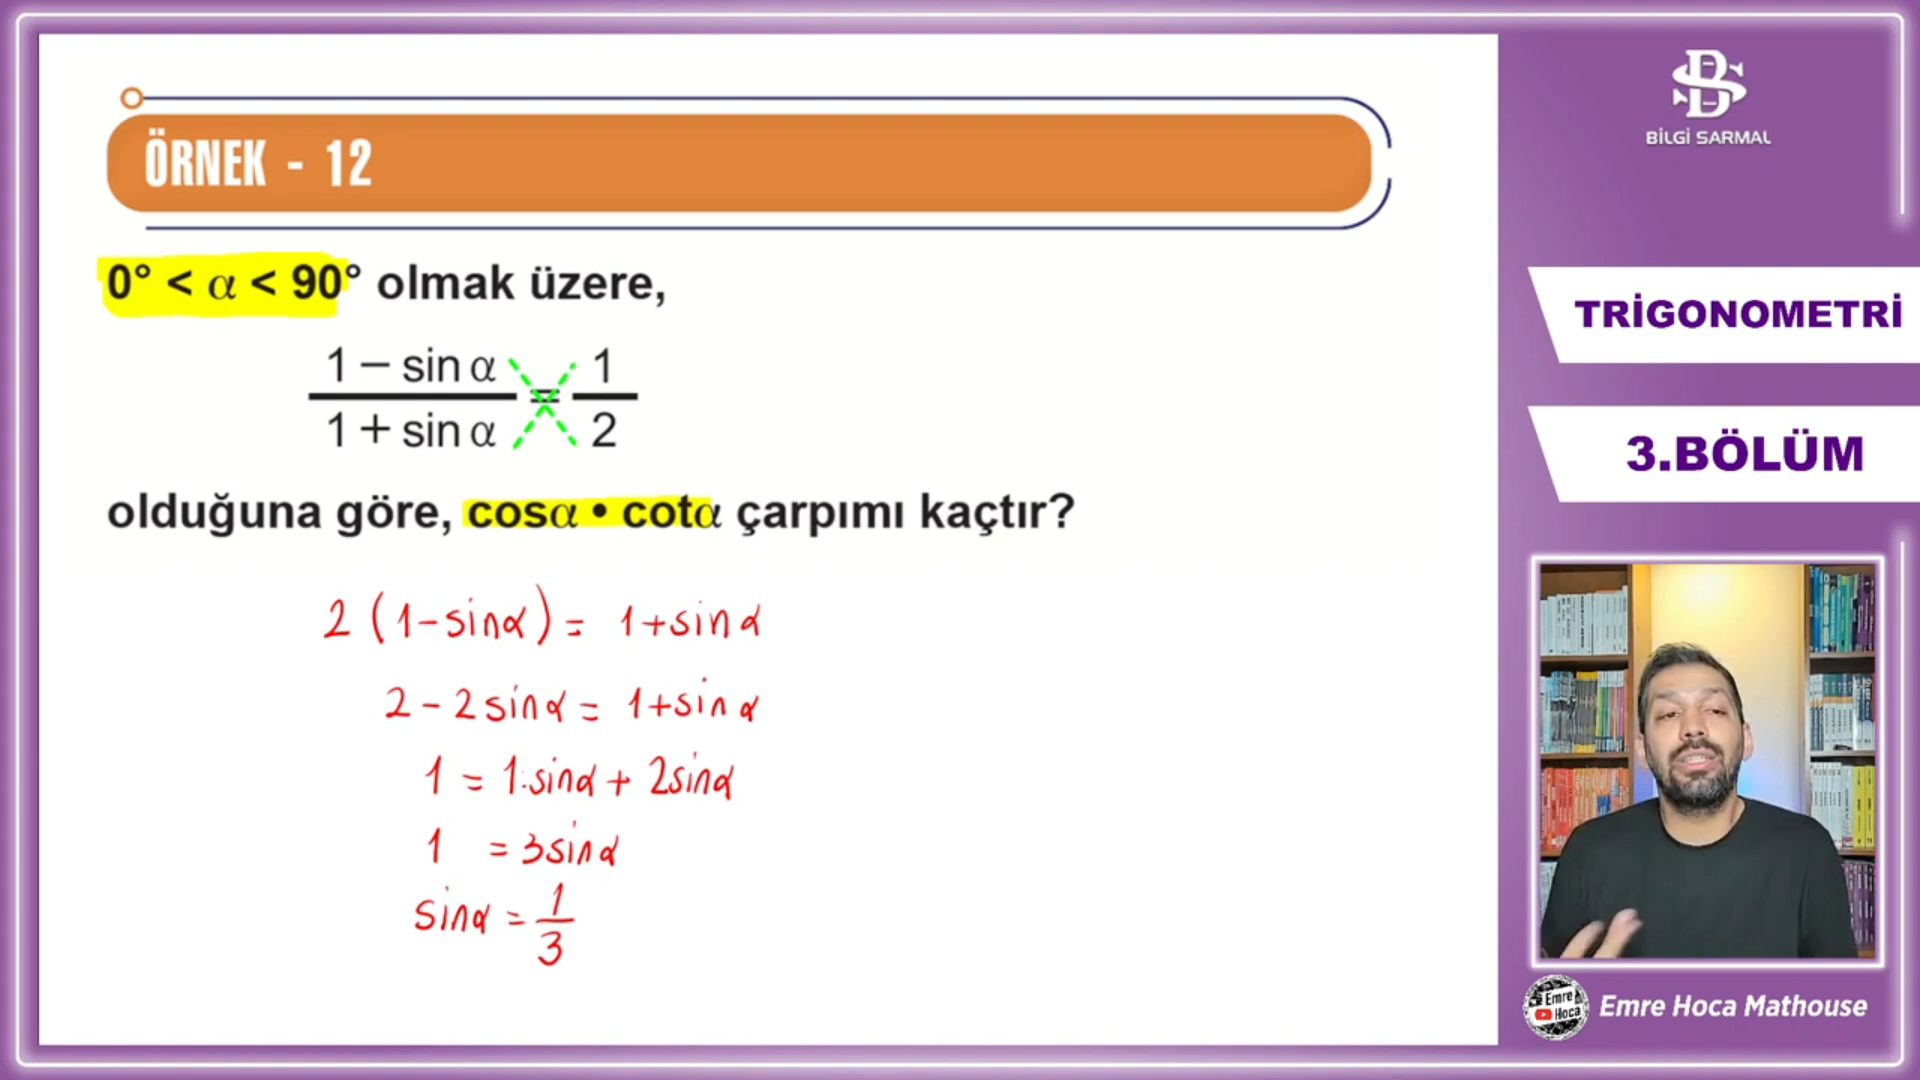 ÖRNEK - 12
0° < α < 90° olmak üzere,
1 − sin α / 1 + sin α = 1 / 2
olduğuna göre, cosα • cotα çarpımı kaçtır?
2 (1-sinα) = 1+sinα
2 - 2sinα = 1+sinα
1 = 1.sinα + 2sinα
1 = 3sinα
sinα = 1/3
BİLGİ SARMAL
TRİGONOMETRİ
3.BÖLÜM
Emre Hoca
Emre Hoca Mathouse